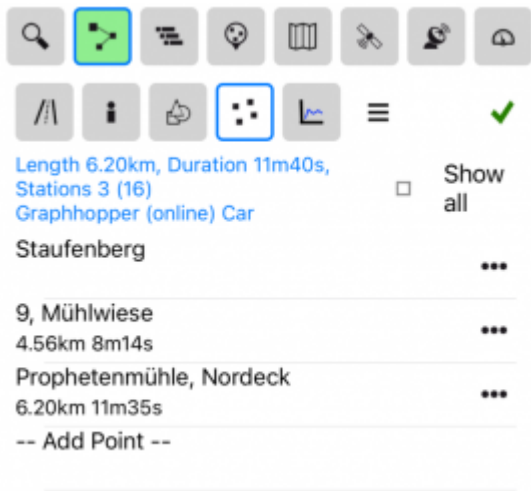 Length 6.20km, Duration 11m40s,
Stations 3 (16)
Graphhopper (online) Car
Show
all
Staufenberg
9, Mühlwiese
4.56km 8m14s
Prophetenmühle, Nordeck
6.20km 11m35s
-- Add Point --